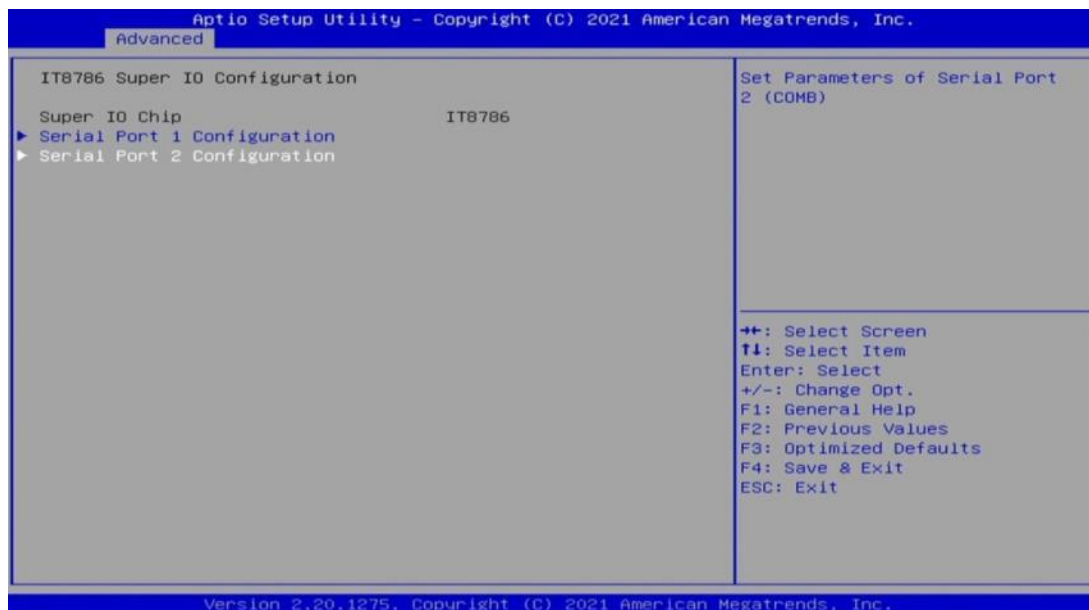 Aptio Setup Utility – Copyright (C) 2021 American Megatrends, Inc.
Advanced
IT8786 Super IO Configuration
Super IO Chip IT8786
► Serial Port 1 Configuration
► Serial Port 2 Configuration
Set Parameters of Serial Port
2 (COMB)
→←: Select Screen
↑↓: Select Item
Enter: Select
+/-: Change Opt.
F1: General Help
F2: Previous Values
F3: Optimized Defaults
F4: Save & Exit
ESC: Exit
Version 2.20.1275. Copyright (C) 2021 American Megatrends, Inc.